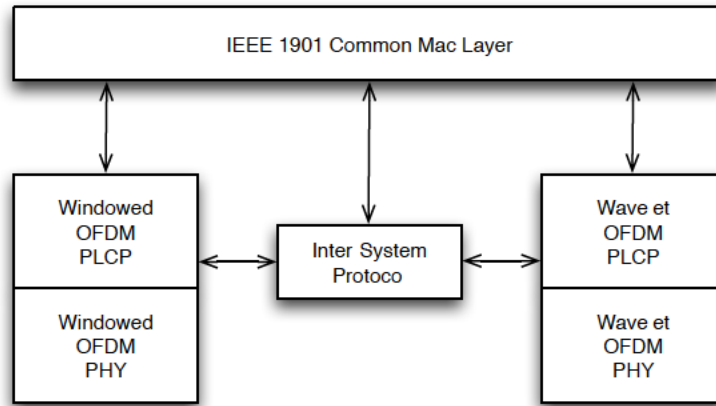 IEEE 1901 Common Mac Layer
Windowed
OFDM
PLCP
Inter System
Protoco
Wave et
OFDM
PLCP
Windowed
OFDM
PHY
Wave et
OFDM
PHY